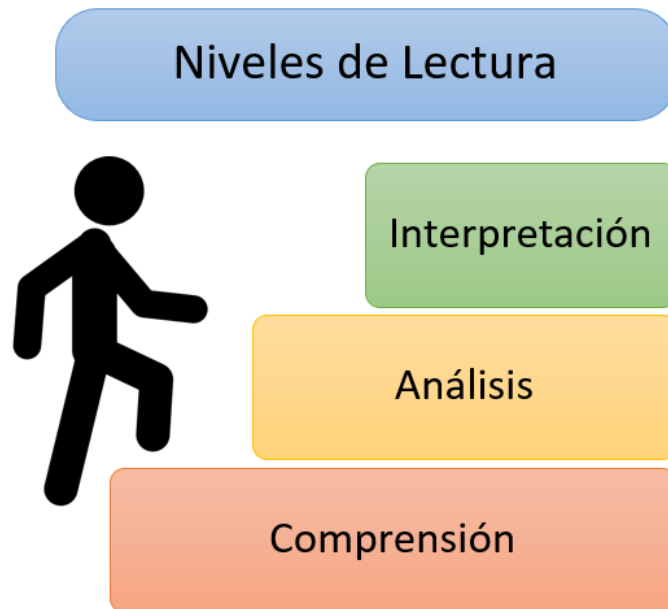 Niveles de Lectura
Interpretación
Análisis
Comprensión